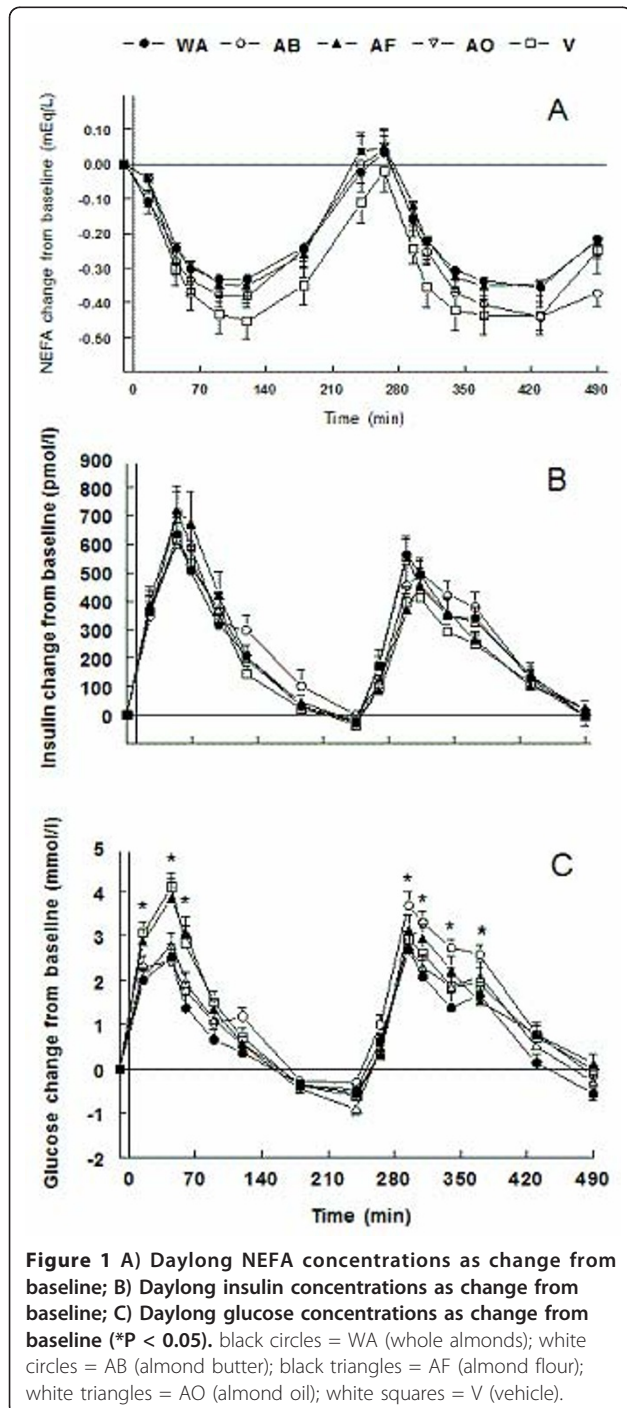 WA AB AF AO V
A
NEFA change from baseline (mEq/L)
0.10
0.00
-0.10
-0.20
-0.30
-0.40
-0.50
0 70 140 210 280 350 420 490
Time (min)
B
Insulin change from baseline (pmol/l)
900
800
700
600
500
400
300
200
100
0
C
Glucose change from baseline (mmol/l)
5
4
3
2
1
0
-1
-2
* * * * * * *
0 70 140 210 280 350 420 490
Time (min)
Figure 1 A) Daylong NEFA concentrations as change from
baseline; B) Daylong insulin concentrations as change from
baseline; C) Daylong glucose concentrations as change from
baseline (*P < 0.05). black circles = WA (whole almonds); white
circles = AB (almond butter); black triangles = AF (almond flour);
white triangles = AO (almond oil); white squares = V (vehicle).